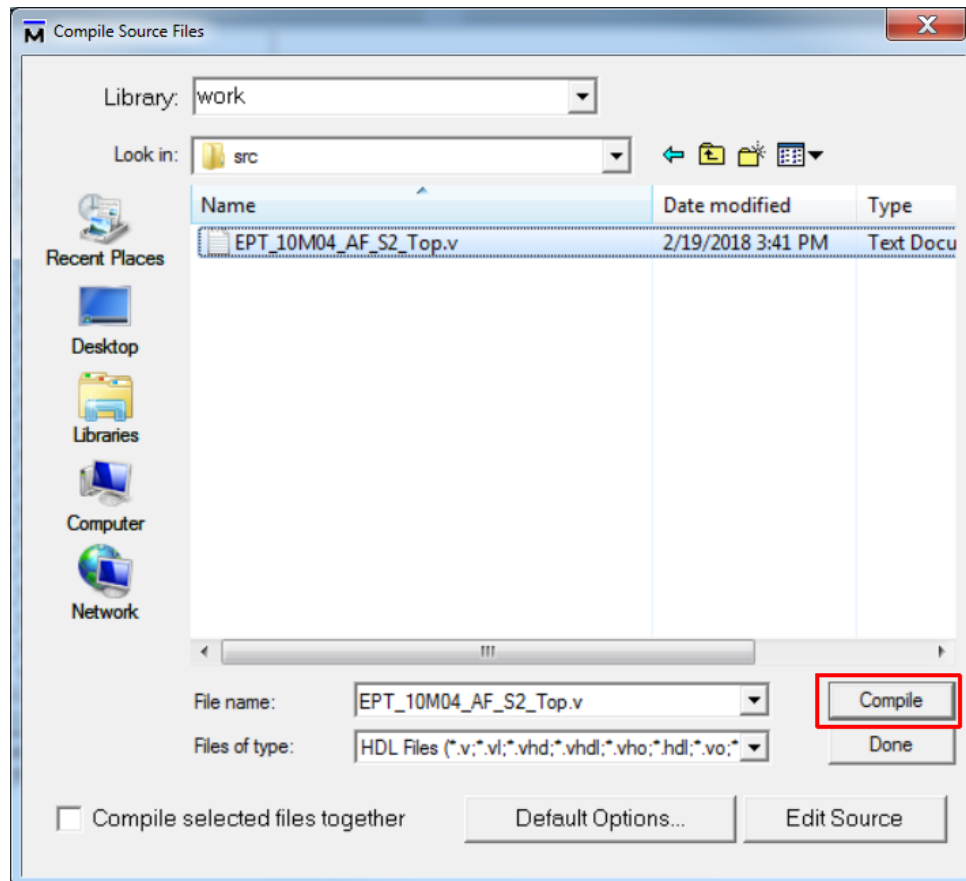 Compile Source Files
Library: work
Look in: src
Name Date modified Type
EPT_10M04_AF_S2_Top.v 2/19/2018 3:41 PM Text Docu
Recent Places
Desktop
Libraries
Computer
Network
File name: EPT_10M04_AF_S2_Top.v Compile
Files of type: HDL Files (*.v;*.vl;*.vhd;*.vhdl;*.vho;*.hdl;*.vo;* Done
Compile selected files together Default Options... Edit Source